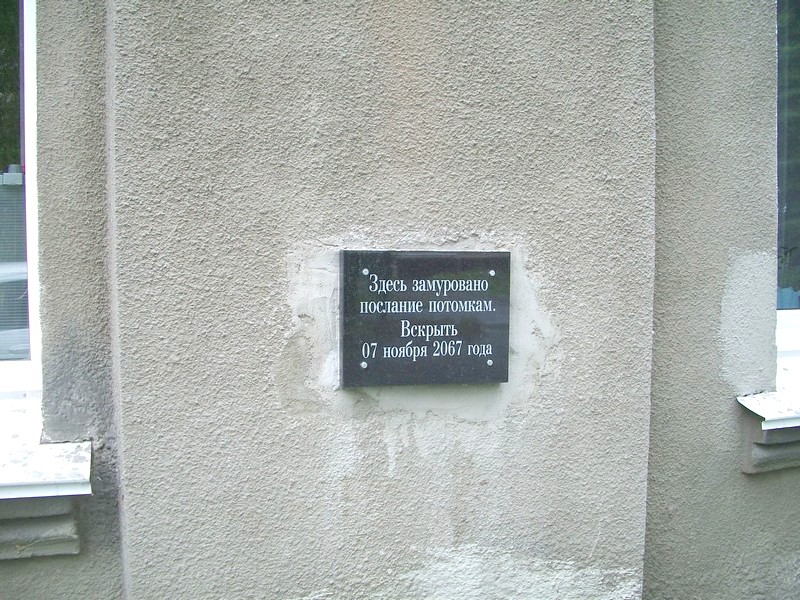 Здесь замуровано
послание потомкам.
Вскрыть
07 ноября 2067 года